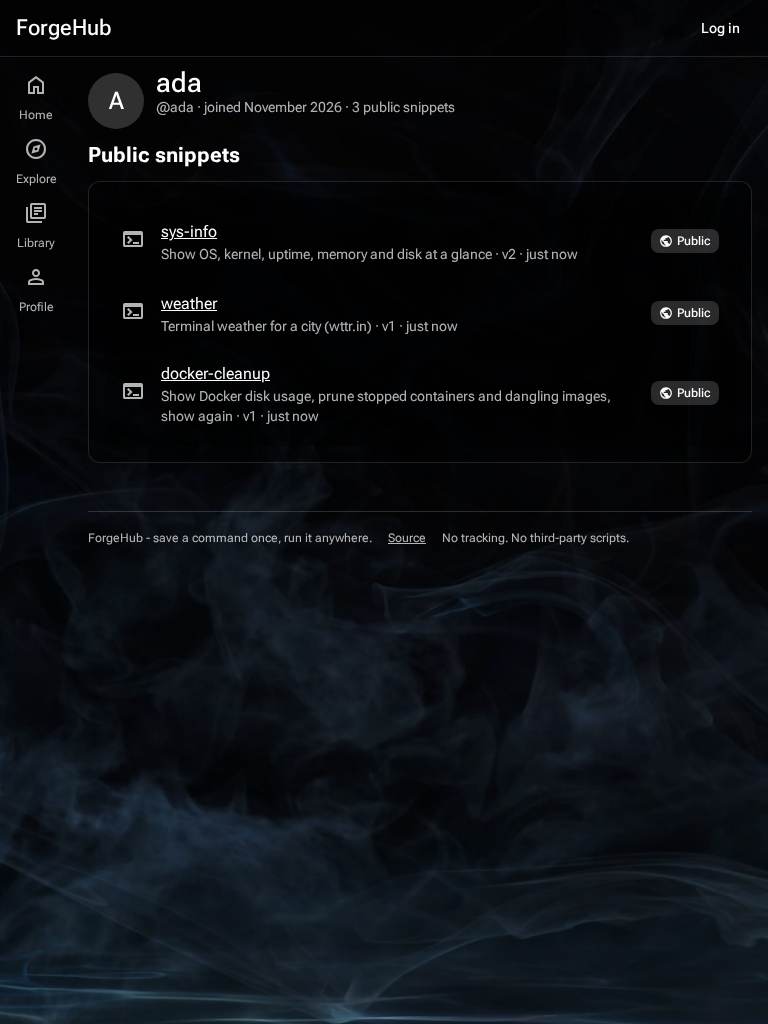 ForgeHub
Log in
Home
Explore
Library
Profile
A
ada
@ada · joined November 2026 · 3 public snippets
Public snippets
sys-info
Show OS, kernel, uptime, memory and disk at a glance · v2 · just now
Public
weather
Terminal weather for a city (wttr.in) · v1 · just now
Public
docker-cleanup
Show Docker disk usage, prune stopped containers and dangling images,
show again · v1 · just now
Public
ForgeHub - save a command once, run it anywhere. Source No tracking. No third-party scripts.